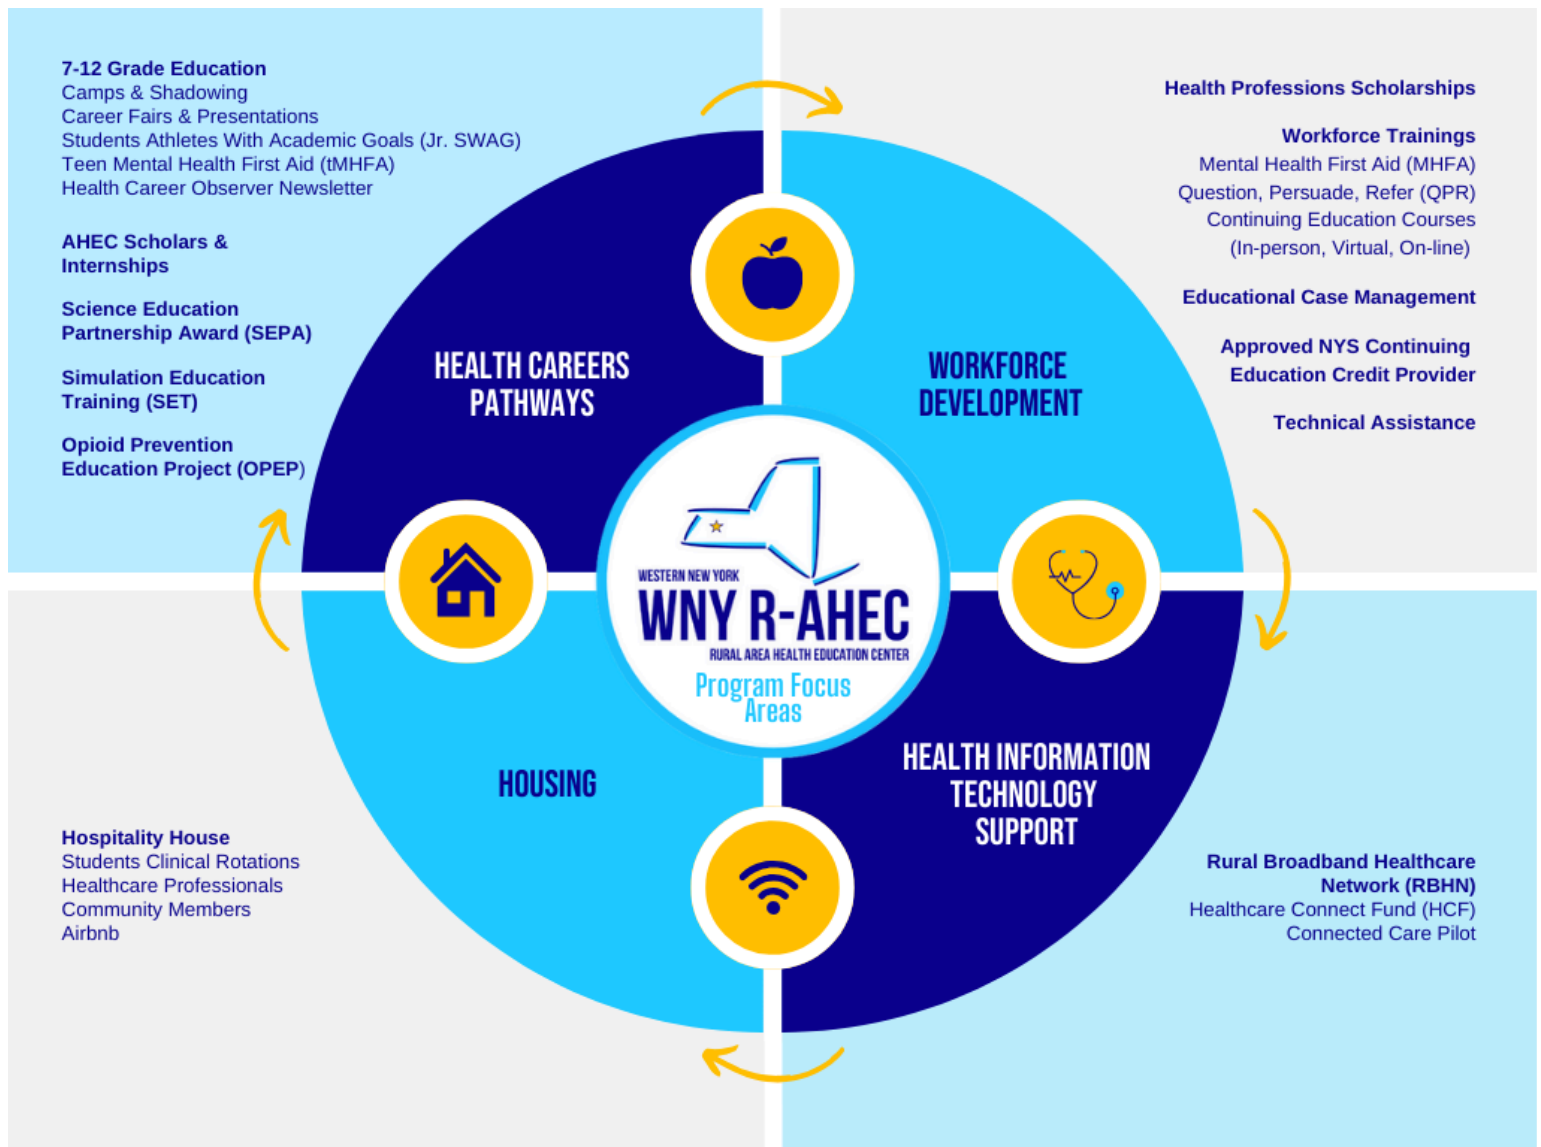 7-12 Grade Education
Camps & Shadowing
Career Fairs & Presentations
Students Athletes With Academic Goals (Jr. SWAG)
Teen Mental Health First Aid (tMHFA)
Health Career Observer Newsletter
AHEC Scholars &
Internships
Science Education
Partnership Award (SEPA)
Simulation Education
Training (SET)
Opioid Prevention
Education Project (OPEP)
Health Professions Scholarships
Workforce Trainings
Mental Health First Aid (MHFA)
Question, Persuade, Refer (QPR)
Continuing Education Courses
(In-person, Virtual, On-line)
Educational Case Management
Approved NYS Continuing
Education Credit Provider
Technical Assistance
HEALTH CAREERS
PATHWAYS
WORKFORCE
DEVELOPMENT
WESTERN NEW YORK
WNY R-AHEC
RURAL AREA HEALTH EDUCATION CENTER
Program Focus
Areas
HOUSING
HEALTH INFORMATION
TECHNOLOGY
SUPPORT
Hospitality House
Students Clinical Rotations
Healthcare Professionals
Community Members
Airbnb
Rural Broadband Healthcare
Network (RBHN)
Healthcare Connect Fund (HCF)
Connected Care Pilot